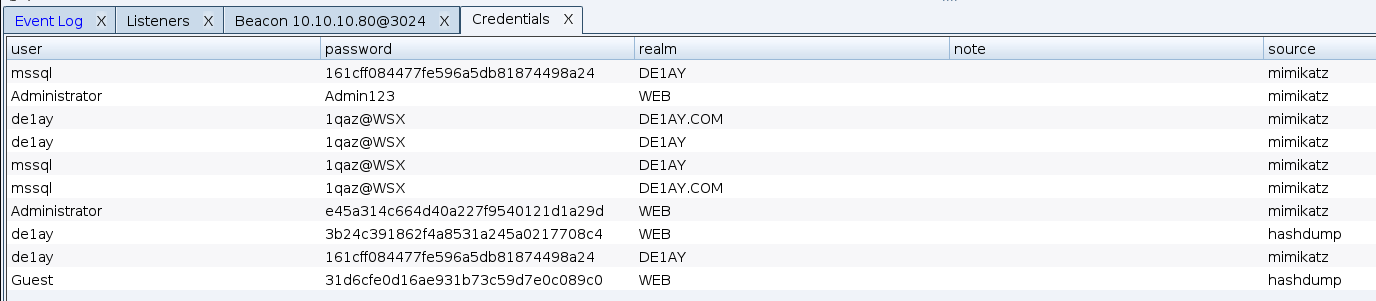 Event Log X Listeners X Beacon 10.10.10.80@3024 X Credentials X
user password realm note source
mssql 161cff084477fe596a5db81874498a24 DE1AY mimikatz
Administrator Admin123 WEB mimikatz
de1ay 1qaz@WSX DE1AY.COM mimikatz
de1ay 1qaz@WSX DE1AY mimikatz
mssql 1qaz@WSX DE1AY mimikatz
mssql 1qaz@WSX DE1AY.COM mimikatz
Administrator e45a314c664d40a227f9540121d1a29d WEB mimikatz
de1ay 3b24c391862f4a8531a245a0217708c4 WEB hashdump
de1ay 161cff084477fe596a5db81874498a24 DE1AY mimikatz
Guest 31d6cfe0d16ae931b73c59d7e0c089c0 WEB hashdump